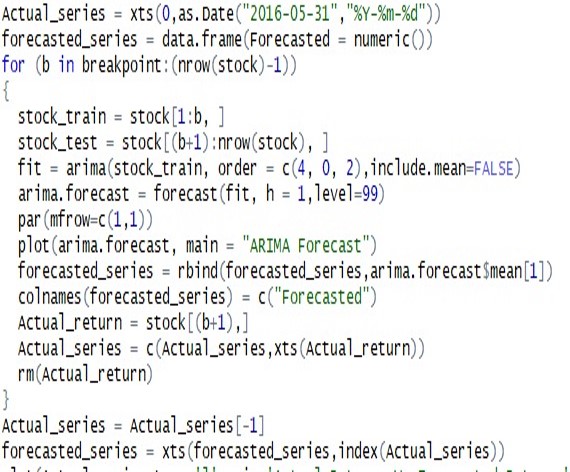 Actual_series = xts(0,as.Date("2016-05-31","%Y-%m-%d"))
forecasted_series = data.frame(Forecasted = numeric())
for (b in breakpoint:(nrow(stock)-1))
{
stock_train = stock[1:b, ]
stock_test = stock[(b+1):nrow(stock), ]
fit = arima(stock_train, order = c(4, 0, 2),include.mean=FALSE)
arima.forecast = forecast(fit, h = 1,level=99)
par(mfrow=c(1,1))
plot(arima.forecast, main = "ARIMA Forecast")
forecasted_series = rbind(forecasted_series,arima.forecast$mean[1])
colnames(forecasted_series) = c("Forecasted")
Actual_return = stock[(b+1),]
Actual_series = c(Actual_series,xts(Actual_return))
rm(Actual_return)
}
Actual_series = Actual_series[-1]
forecasted_series = xts(forecasted_series,index(Actual_series))